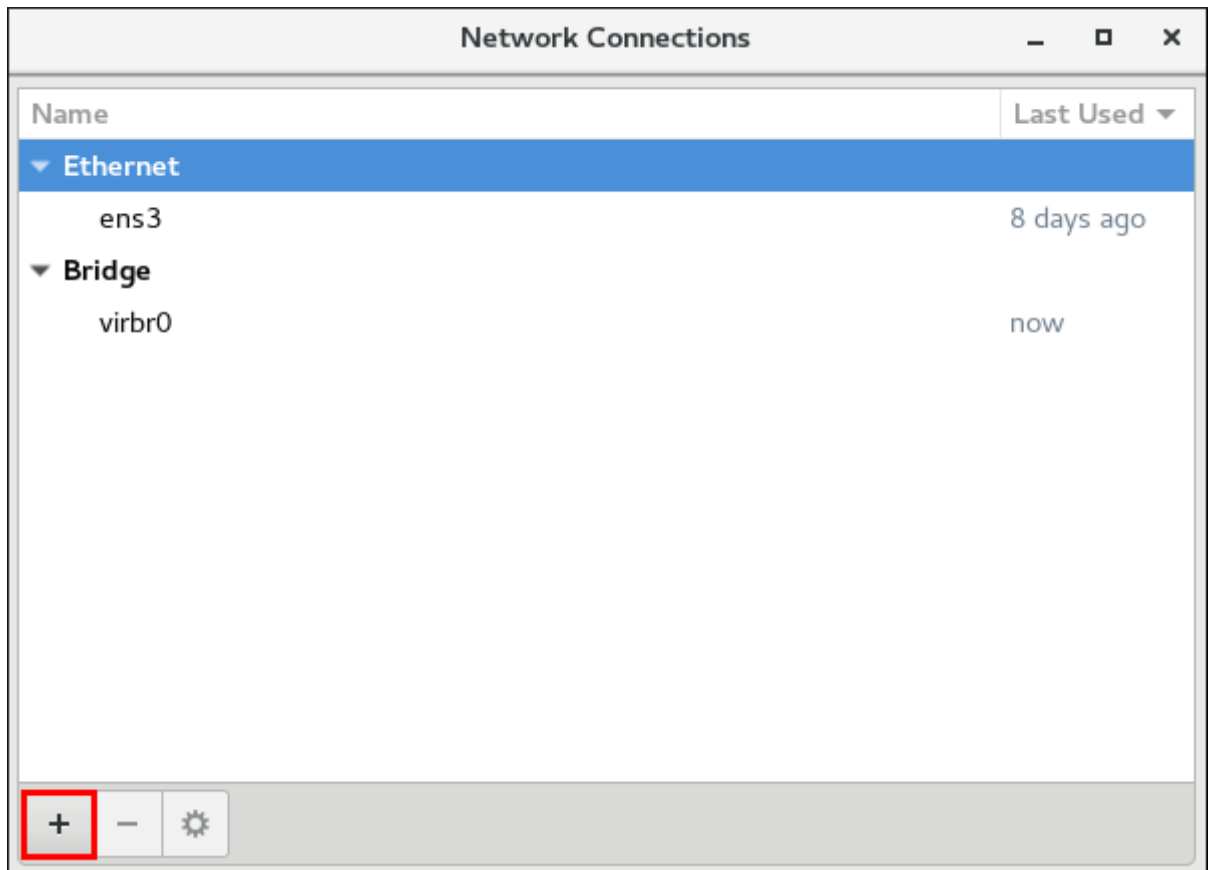 Network Connections
Name Last Used
Ethernet
ens3 8 days ago
Bridge
virbr0 now